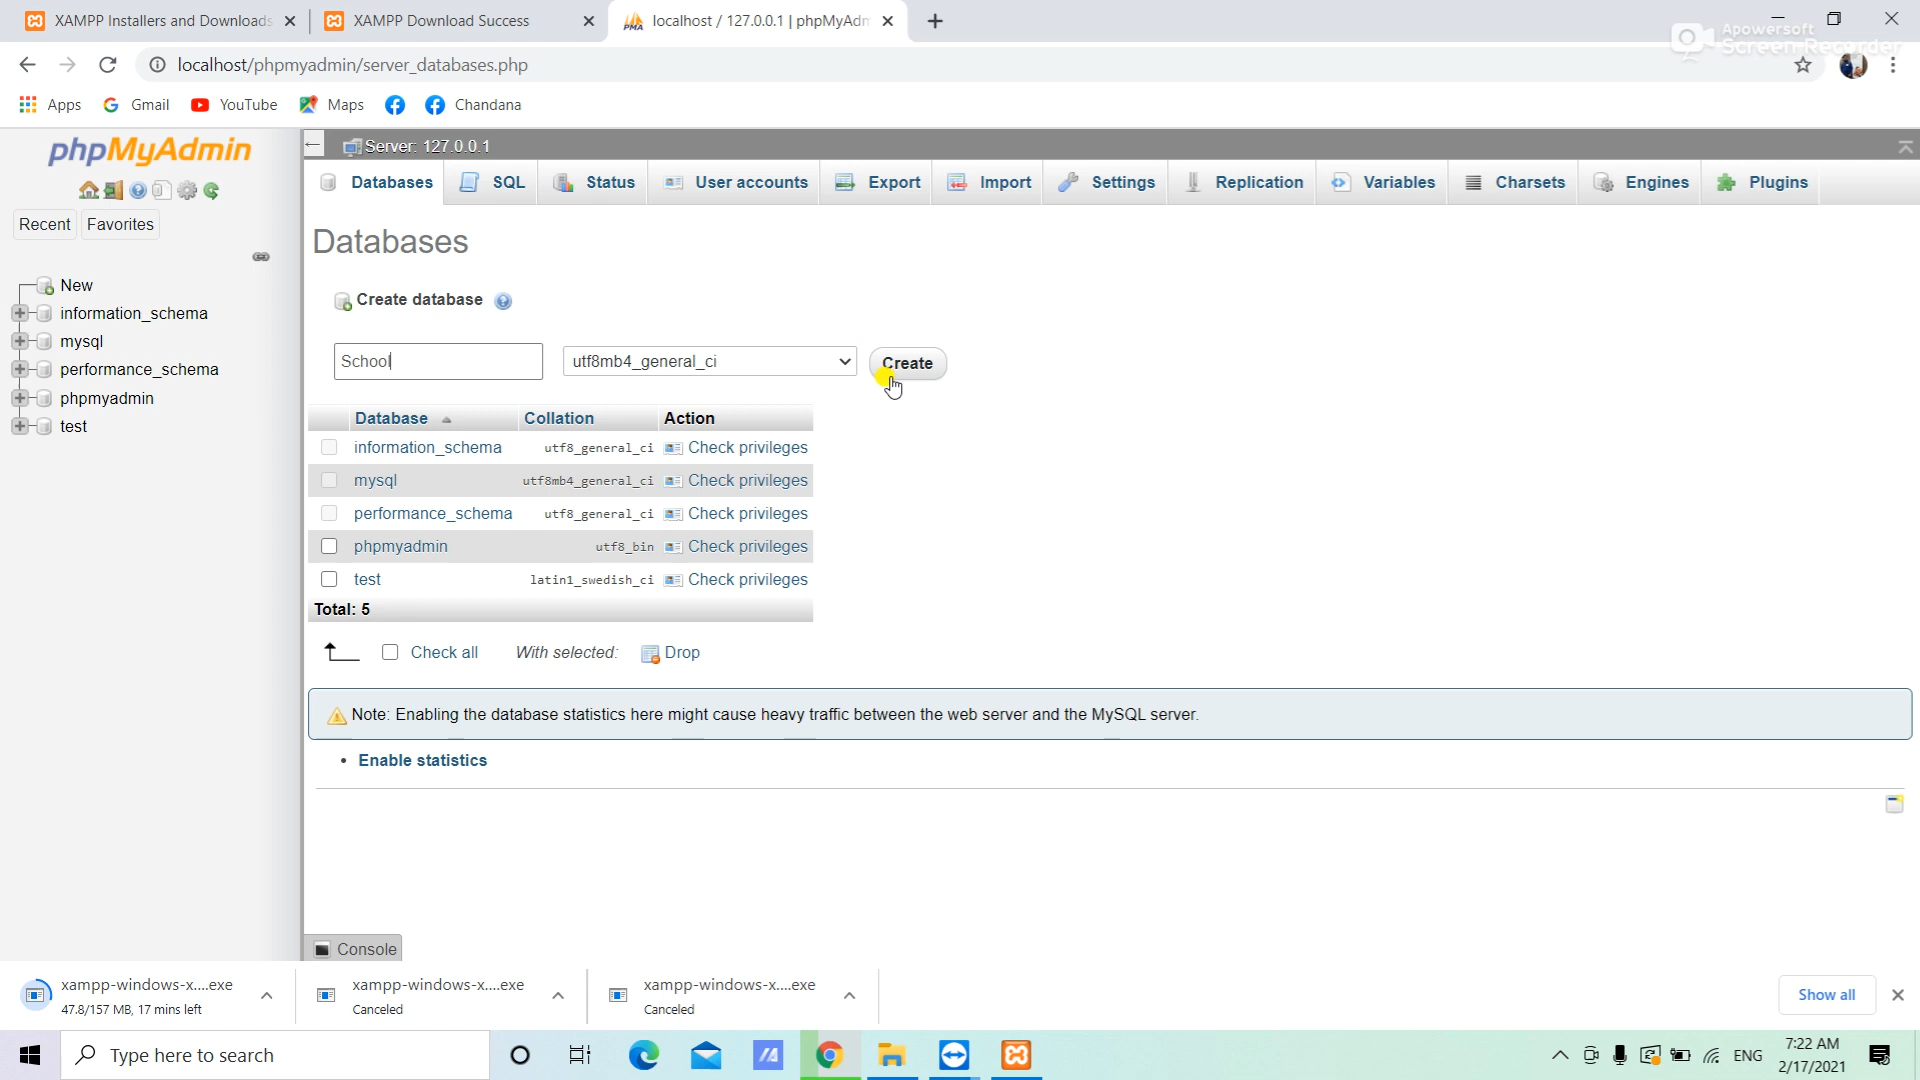 XAMPP Installers and Downloads
XAMPP Download Success
localhost / 127.0.0.1 | phpMyAdm
Apowersoft
Screen Recorder
localhost/phpmyadmin/server_databases.php
Apps
Gmail
YouTube
Maps
Chandana
phpMyAdmin
Server: 127.0.0.1
Databases
SQL
Status
User accounts
Export
Import
Settings
Replication
Variables
Charsets
Engines
Plugins
Recent
Favorites
New
information_schema
mysql
performance_schema
phpmyadmin
test
Databases
Create database
School
utf8mb4_general_ci
Create
Database Collation Action
information_schema utf8_general_ci Check privileges
mysql utf8mb4_general_ci Check privileges
performance_schema utf8_general_ci Check privileges
phpmyadmin utf8_bin Check privileges
test latin1_swedish_ci Check privileges
Total: 5
Check all With selected: Drop
Note: Enabling the database statistics here might cause heavy traffic between the web server and the MySQL server.
• Enable statistics
Console
xampp-windows-x....exe
47.8/157 MB, 17 mins left
xampp-windows-x....exe
Canceled
xampp-windows-x....exe
Canceled
Show all
Type here to search
ENG
7:22 AM
2/17/2021